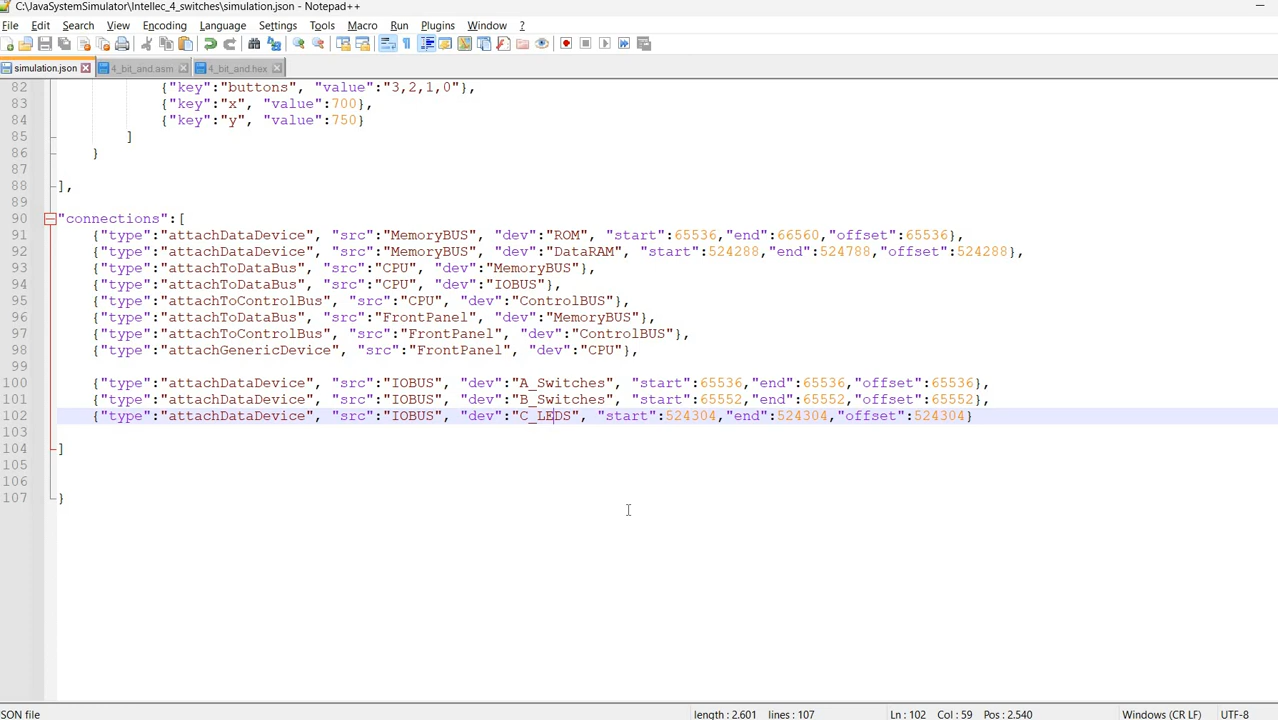 C:\JavaSystemSimulator\Intellec_4_switches\simulation.json - Notepad++
File Edit Search View Encoding Language Settings Tools Macro Run Plugins Window ?
simulation.json 4_bit_and.asm 4_bit_and.hex
82 {"key":"buttons", "value":"3,2,1,0"},
83 {"key":"x", "value":700},
84 {"key":"y", "value":750}
85 ]
86 }
87
88 ],
89
90 "connections":[
91 {"type":"attachDataDevice", "src":"MemoryBUS", "dev":"ROM", "start":65536,"end":66560,"offset":65536},
92 {"type":"attachDataDevice", "src":"MemoryBUS", "dev":"DataRAM", "start":524288,"end":524788,"offset":524288},
93 {"type":"attachToDataBus", "src":"CPU", "dev":"MemoryBUS"},
94 {"type":"attachToDataBus", "src":"CPU", "dev":"IOBUS"},
95 {"type":"attachToControlBus", "src":"CPU", "dev":"ControlBUS"},
96 {"type":"attachToDataBus", "src":"FrontPanel", "dev":"MemoryBUS"},
97 {"type":"attachToControlBus", "src":"FrontPanel", "dev":"ControlBUS"},
98 {"type":"attachGenericDevice", "src":"FrontPanel", "dev":"CPU"},
99
100 {"type":"attachDataDevice", "src":"IOBUS", "dev":"A_Switches", "start":65536,"end":65536,"offset":65536},
101 {"type":"attachDataDevice", "src":"IOBUS", "dev":"B_Switches", "start":65552,"end":65552,"offset":65552},
102 {"type":"attachDataDevice", "src":"IOBUS", "dev":"C_LEDS", "start":524304,"end":524304,"offset":524304}
103
104 ]
105
106
107 }
JSON file length : 2.601 lines : 107 Ln : 102 Col : 59 Pos : 2.540 Windows (CR LF) UTF-8